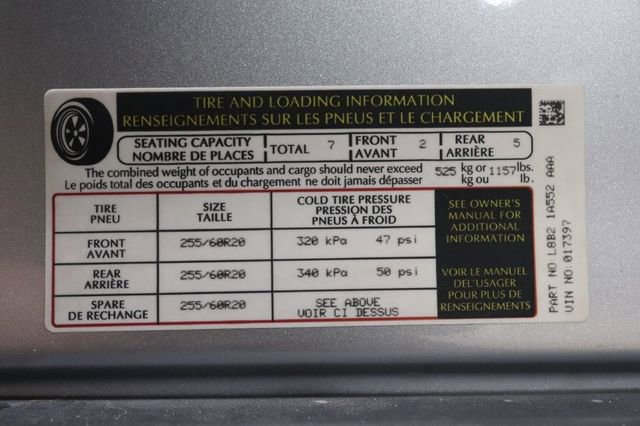 TIRE AND LOADING INFORMATION
RENSEIGNEMENTS SUR LES PNEUS ET LE CHARGEMENT
SEATING CAPACITY
NOMBRE DE PLACES
TOTAL 7
FRONT
AVANT
2
REAR
ARRIÈRE
5
The combined weight of occupants and cargo should never exceed
Le poids total des occupants et du chargement ne doit jamais dépasser
525 kg or 1157 lbs.
kg ou lb.
TIRE
PNEU
SIZE
TAILLE
COLD TIRE PRESSURE
PRESSION DES
PNEUS À FROID
FRONT
AVANT
255/60R20
320 kPa 47 psi
REAR
ARRIÈRE
255/60R20
340 kPa 50 psi
SPARE
DE RECHANGE
255/60R20
SEE ABOVE
VOIR CI DESSUS
SEE OWNER'S
MANUAL FOR
ADDITIONAL
INFORMATION
VOIR LE MANUEL
DEL'USAGER
POUR PLUS DE
RENSEIGNEMENTS
PART NO L8B2 1A552 AAA
VIN NO: 017397